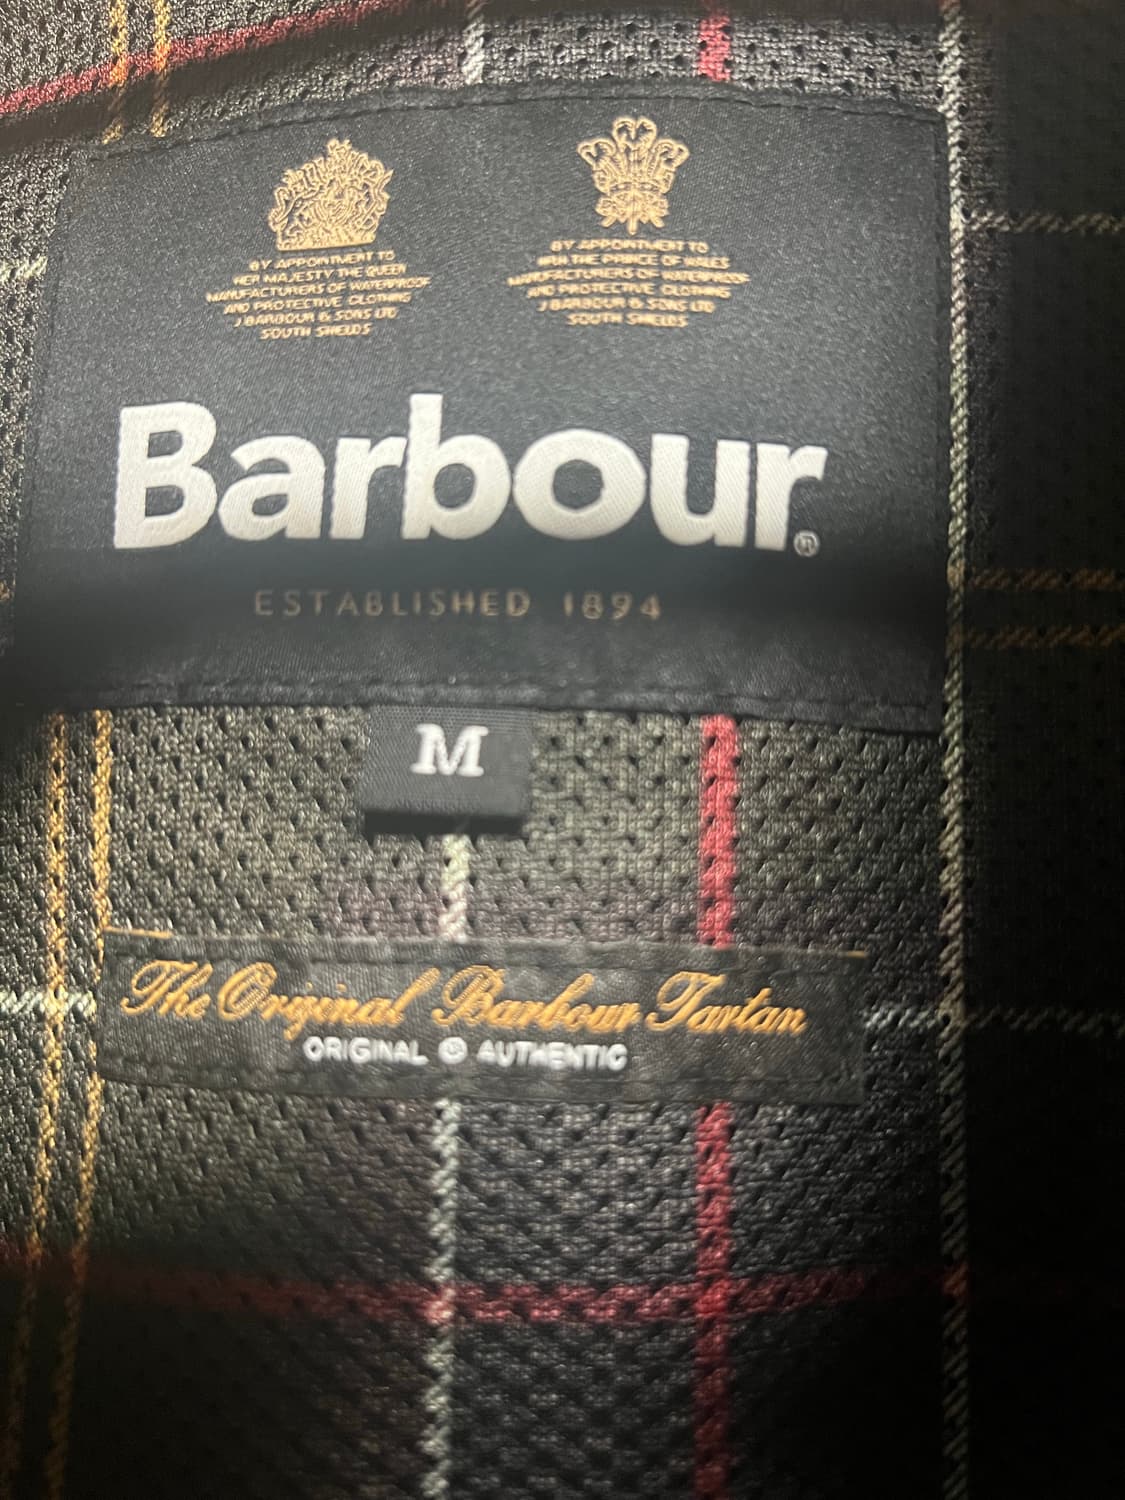 BY APPOINTMENT TO
HER MAJESTY THE QUEEN
MANUFACTURERS OF WATERPROOF
AND PROTECTIVE CLOTHING
J BARBOUR & SONS LTD
SOUTH SHIELDS
BY APPOINTMENT TO
HRH THE PRINCE OF WALES
MANUFACTURERS OF WATERPROOF
AND PROTECTIVE CLOTHING
J BARBOUR & SONS LTD
SOUTH SHIELDS
Barbour®
ESTABLISHED 1894
M
The Original Barbour Tartan
ORIGINAL & AUTHENTIC